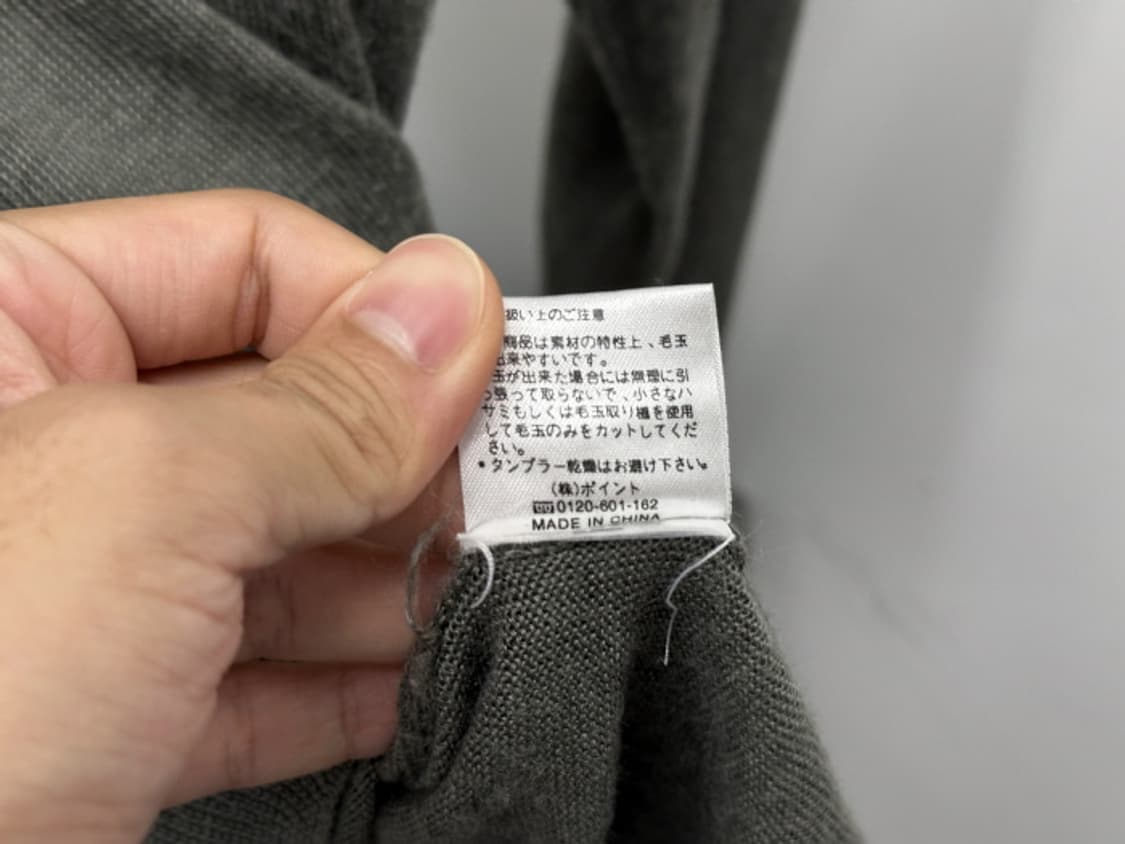 扱い上のご注意
商品は素材の特性上、毛玉
出来やすいです。
玉が出来た場合には無理に引
っ張って取らないで、小さなハ
サミもしくは毛玉取り機を使用
して毛玉のみをカットしてくだ
さい。
•タンブラー乾燥はお避け下さい。
(株)ポイント
0120-601-162
MADE IN CHINA